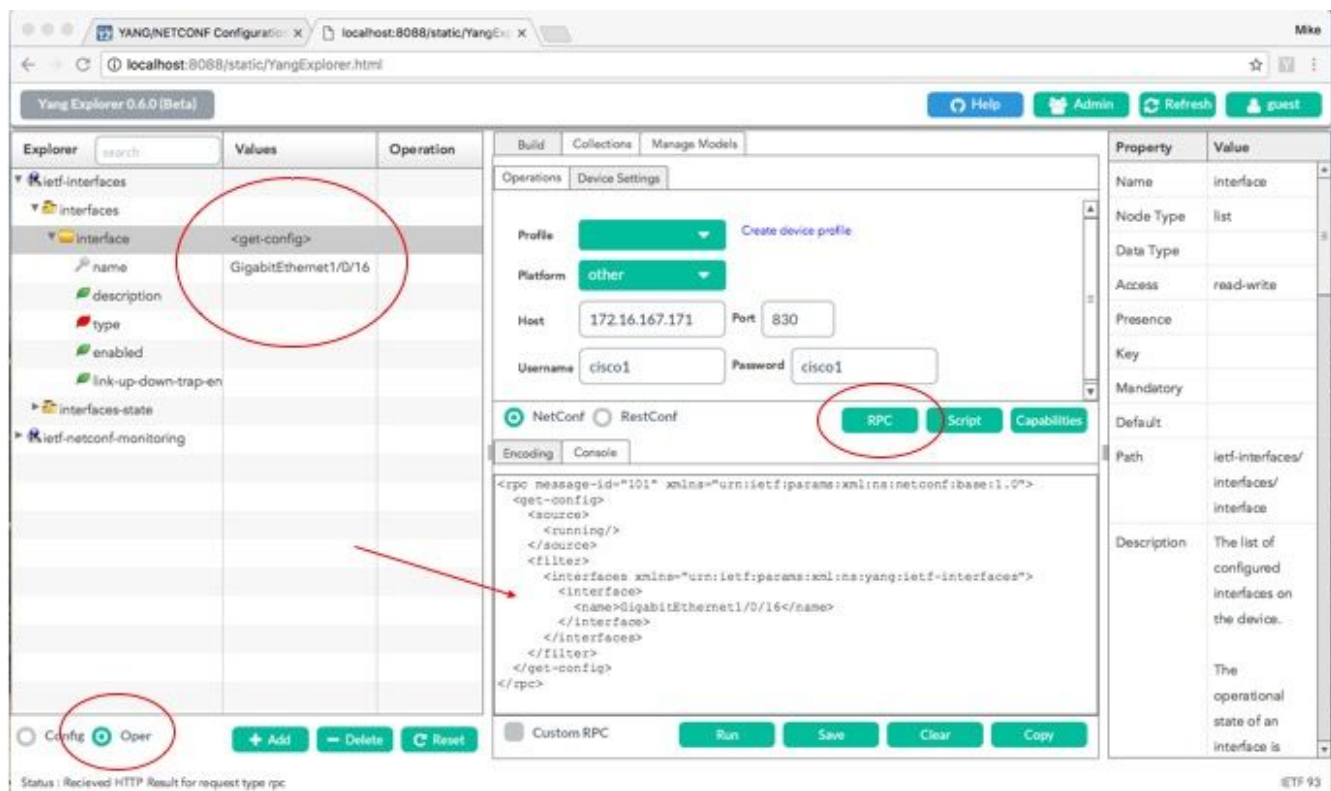 YANG/NETCONF Configuratio
localhost:8088/static/YangEx
Mike
localhost:8088/static/YangExplorer.html
Yang Explorer 0.6.0 (Beta)
Help
Admin
Refresh
guest
Explorer
search
Values
Operation
ietf-interfaces
interfaces
interface
<get-config>
name
GigabitEthernet1/0/16
description
type
enabled
link-up-down-trap-en
interfaces-state
ietf-netconf-monitoring
Config
Oper
+ Add
− Delete
Reset
Build
Collections
Manage Models
Operations
Device Settings
Profile
Create device profile
Platform
other
Host
172.16.167.171
Port
830
Username
cisco1
Password
cisco1
NetConf
RestConf
RPC
Script
Capabilities
Encoding
Console
<rpc message-id="101" xmlns="urn:ietf:params:xml:ns:netconf:base:1.0">
<get-config>
<source>
<running/>
</source>
<filter>
<interfaces xmlns="urn:ietf:params:xml:ns:yang:ietf-interfaces">
<interface>
<name>GigabitEthernet1/0/16</name>
</interface>
</interfaces>
</filter>
</get-config>
</rpc>
Custom RPC
Run
Save
Clear
Copy
Property
Value
Name
interface
Node Type
list
Data Type
Access
read-write
Presence
Key
Mandatory
Default
Path
ietf-interfaces/
interfaces/
interface
Description
The list of
configured
interfaces on
the device.
The
operational
state of an
interface is
Status : Recieved HTTP Result for request type rpc
IETF 93